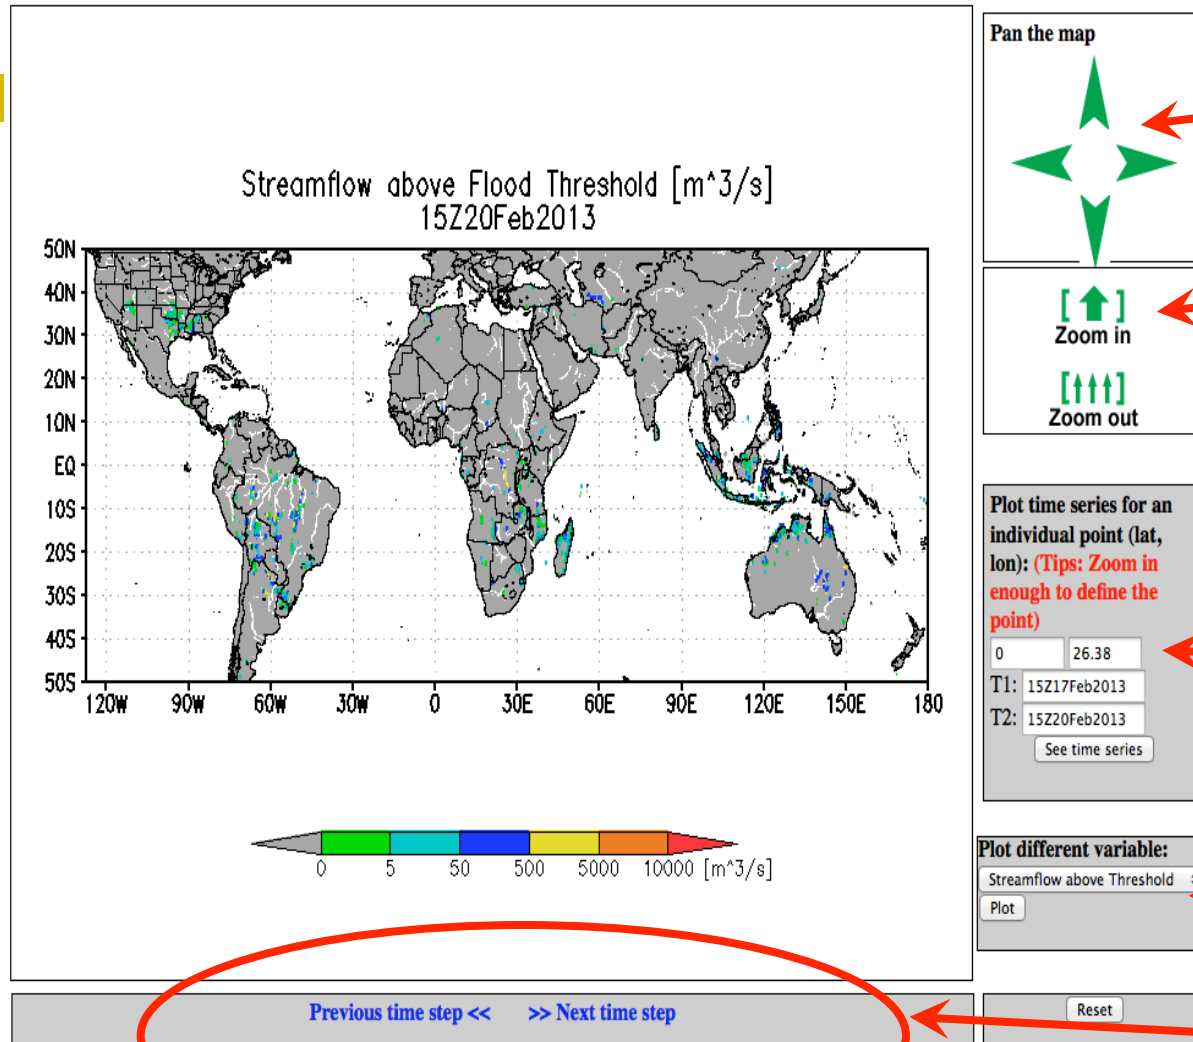 Streamflow above Flood Threshold [m^3/s]
15Z20Feb2013
50N
40N
30N
20N
10N
EQ
10S
20S
30S
40S
50S
120W 90W 60W 30W 0 30E 60E 90E 120E 150E 180
0 5 50 500 5000 10000 [m^3/s]
Previous time step << >> Next time step
Pan the map
[ ]
Zoom in
[ ]
Zoom out
Plot time series for an
individual point (lat,
lon): (Tips: Zoom in
enough to define the
point)
0 26.38
T1: 15Z17Feb2013
T2: 15Z20Feb2013
See time series
Plot different variable:
Streamflow above Threshold
Plot
Reset